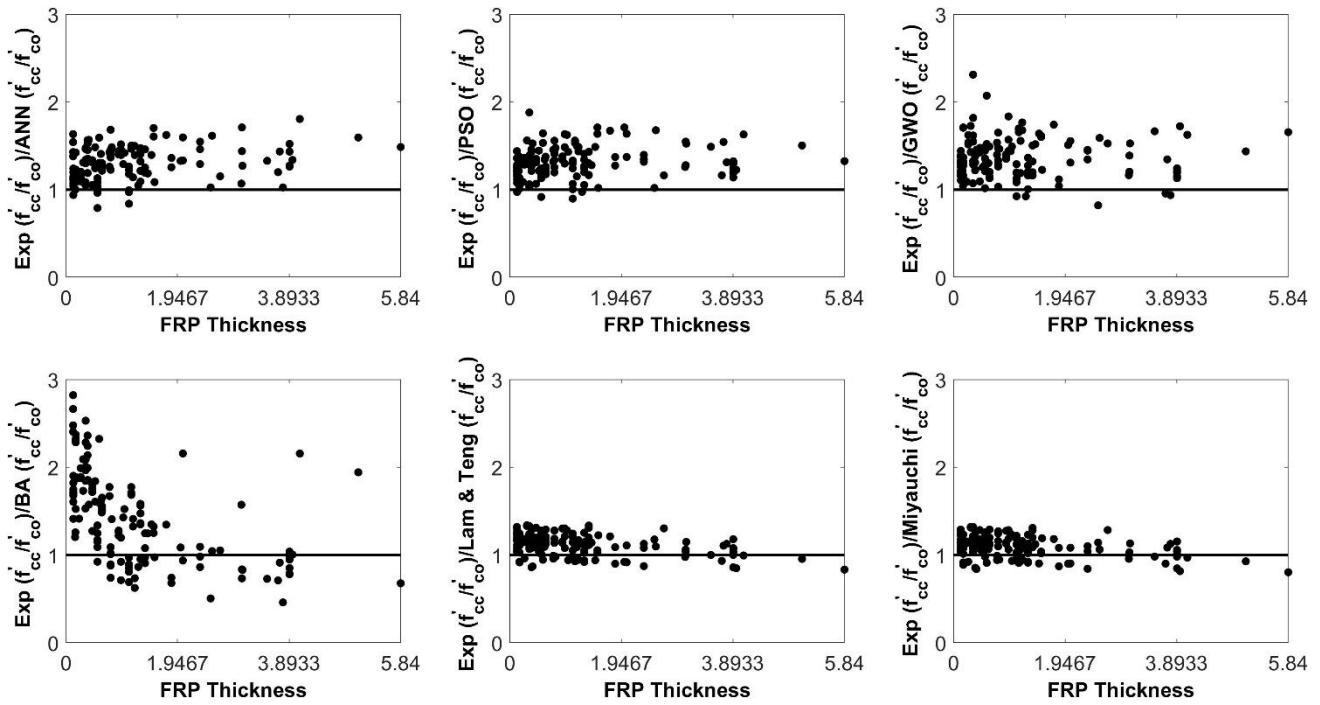 Exp (f'cc/f'co)/ANN (f'cc/f'co)
3
2
1
0
0 1.9467 3.8933 5.84
FRP Thickness
Exp (f'cc/f'co)/PSO (f'cc/f'co)
3
2
1
0
0 1.9467 3.8933 5.84
FRP Thickness
Exp (f'cc/f'co)/GWO (f'cc/f'co)
3
2
1
0
0 1.9467 3.8933 5.84
FRP Thickness
Exp (f'cc/f'co)/BA (f'cc/f'co)
3
2
1
0
0 1.9467 3.8933 5.84
FRP Thickness
Exp (f'cc/f'co)/Lam & Teng (f'cc/f'co)
3
2
1
0
0 1.9467 3.8933 5.84
FRP Thickness
Exp (f'cc/f'co)/Miyauchi (f'cc/f'co)
3
2
1
0
0 1.9467 3.8933 5.84
FRP Thickness